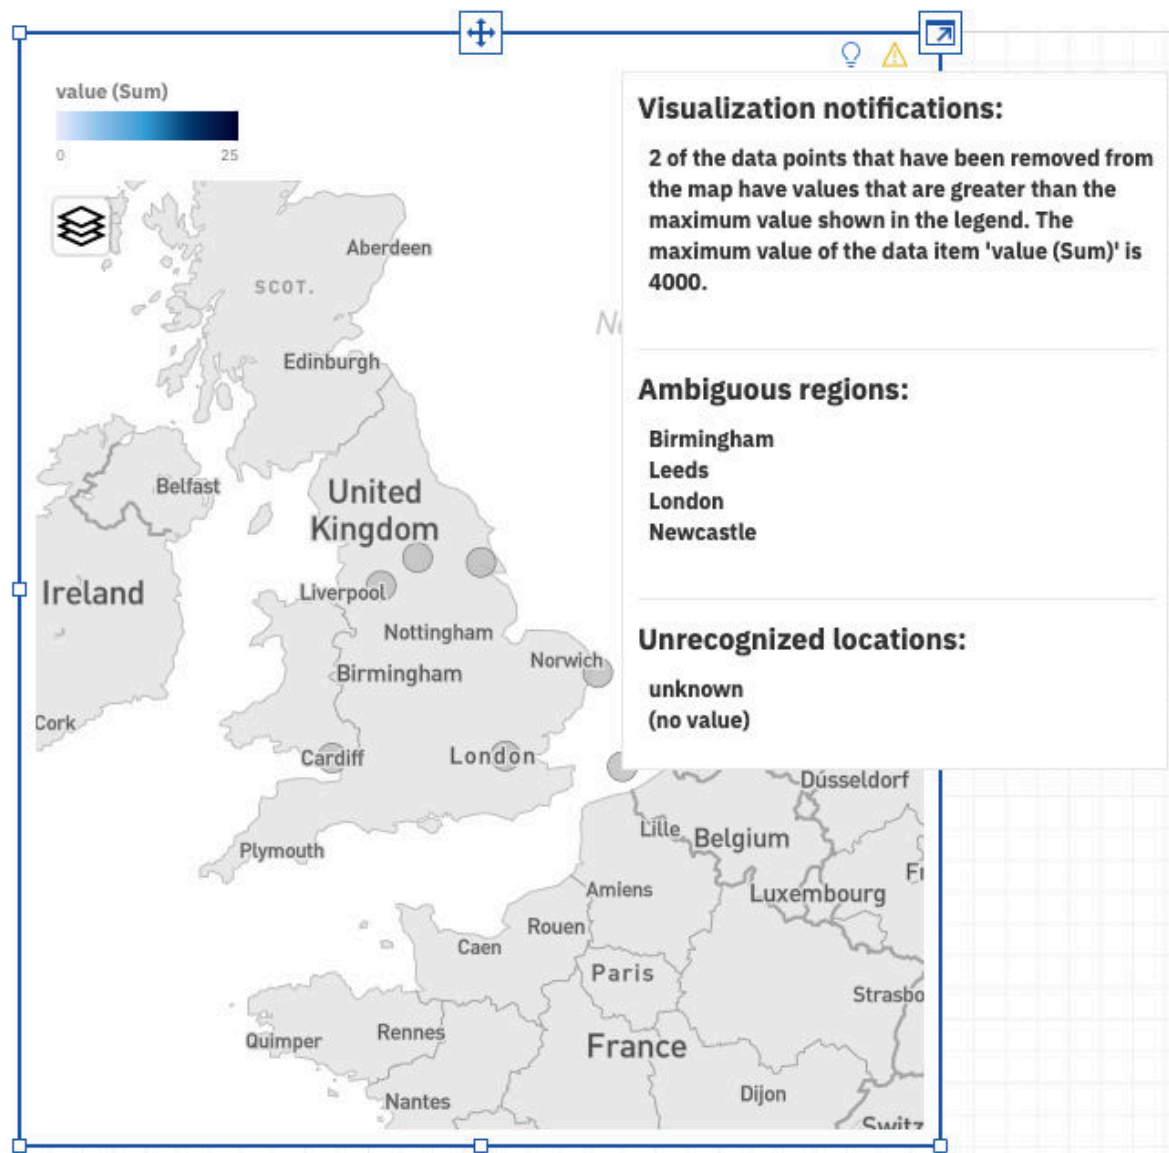 value (Sum)
0
25
Visualization notifications:
2 of the data points that have been removed from
the map have values that are greater than the
maximum value shown in the legend. The
maximum value of the data item 'value (Sum)' is
4000.
Ambiguous regions:
Birmingham
Leeds
London
Newcastle
Unrecognized locations:
unknown
(no value)
Aberdeen
SCOT.
Edinburgh
Belfast
United
Kingdom
Ireland
Liverpool
Nottingham
Norwich
Birmingham
Cork
Cardiff
London
Düsseldorf
Plymouth
Lille
Belgium
Amiens
Luxembourg
Rouen
Caen
Paris
Strasbo
Quimper
Rennes
France
Nantes
Dijon
Switz